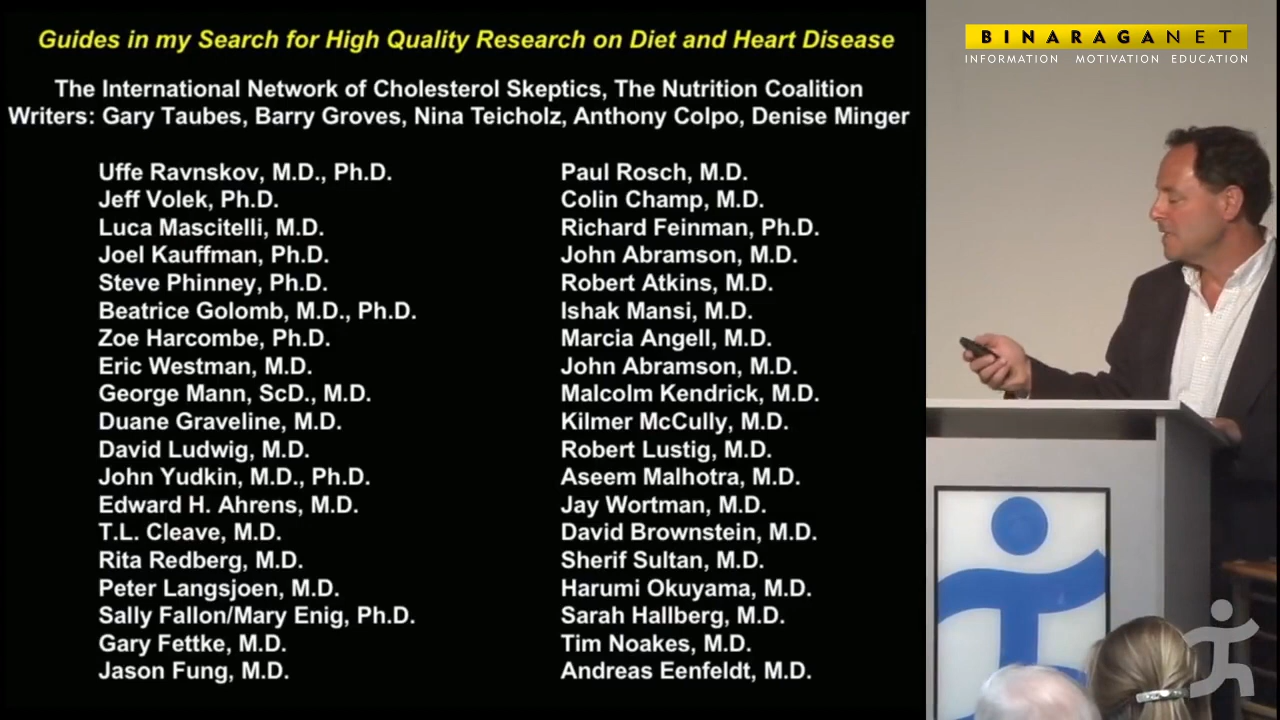 Guides in my Search for High Quality Research on Diet and Heart Disease
The International Network of Cholesterol Skeptics, The Nutrition Coalition
Writers: Gary Taubes, Barry Groves, Nina Teicholz, Anthony Colpo, Denise Minger
Uffe Ravnskov, M.D., Ph.D.
Jeff Volek, Ph.D.
Luca Mascitelli, M.D.
Joel Kauffman, Ph.D.
Steve Phinney, Ph.D.
Beatrice Golomb, M.D., Ph.D.
Zoe Harcombe, Ph.D.
Eric Westman, M.D.
George Mann, ScD., M.D.
Duane Graveline, M.D.
David Ludwig, M.D.
John Yudkin, M.D., Ph.D.
Edward H. Ahrens, M.D.
T.L. Cleave, M.D.
Rita Redberg, M.D.
Peter Langsjoen, M.D.
Sally Fallon/Mary Enig, Ph.D.
Gary Fettke, M.D.
Jason Fung, M.D.
Paul Rosch, M.D.
Colin Champ, M.D.
Richard Feinman, Ph.D.
John Abramson, M.D.
Robert Atkins, M.D.
Ishak Mansi, M.D.
Marcia Angell, M.D.
John Abramson, M.D.
Malcolm Kendrick, M.D.
Kilmer McCully, M.D.
Robert Lustig, M.D.
Aseem Malhotra, M.D.
Jay Wortman, M.D.
David Brownstein, M.D.
Sherif Sultan, M.D.
Harumi Okuyama, M.D.
Sarah Hallberg, M.D.
Tim Noakes, M.D.
Andreas Eenfeldt, M.D.
BINARAGANET
INFORMATION MOTIVATION EDUCATION